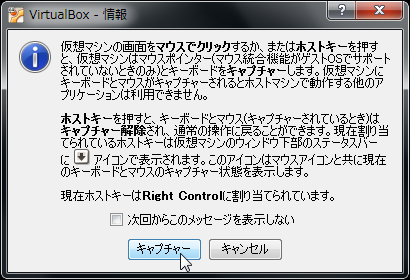 VirtualBox - 情報
仮想マシンの画面をマウスでクリックするか、またはホストキーを押す
と、仮想マシンはマウスポインター(マウス統合機能がゲストOSでサポート
されていないときのみ)とキーボードをキャプチャーします。仮想マシンに
キーボードとマウスがキャプチャーされるとホストマシンで動作する他のア
プリケーションは利用できません。
ホストキーを押すと、キーボードとマウス(キャプチャーされているとき)は
キャプチャー解除され、通常の操作に戻ることができます。現在割り当
てられているホストキーは仮想マシンのウィンドウ下部のステータスバー
に アイコンで表示されます。このアイコンはマウスアイコンと共に現在
のキーボードとマウスのキャプチャー状態を表示します。
現在ホストキーはRight Controlに割り当てられています。
次回からこのメッセージを表示しない
キャプチャー
キャンセル